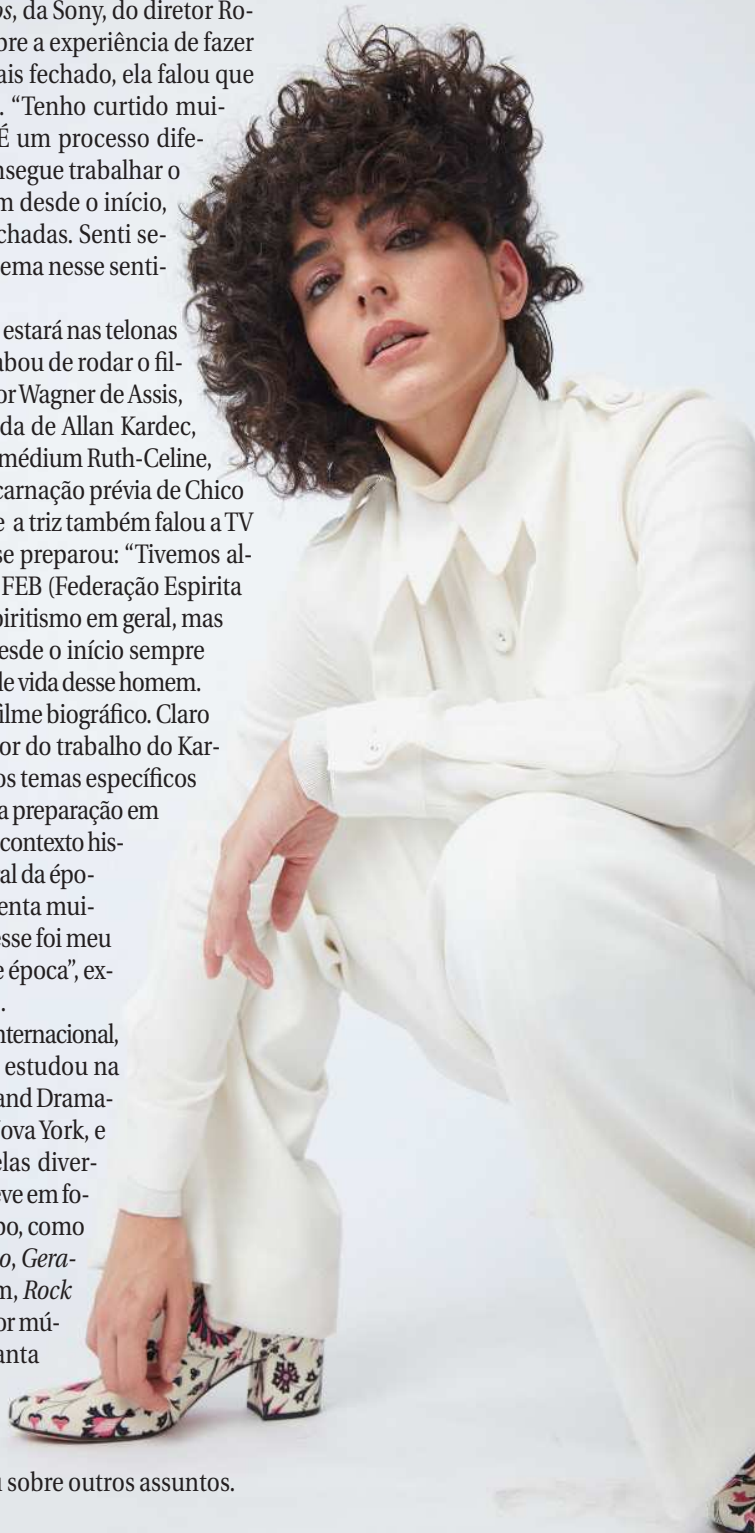 os, da Sony, do diretor Ro-
bre a experiência de fazer
ais fechado, ela falou que
. “Tenho curtido mui-
É um processo dife-
nsegue trabalhar o
m desde o início,
chadas. Senti se-
ema nesse senti-
estará nas telonas
abou de rodar o fil-
or Wagner de Assis,
da de Allan Kardec,
médium Ruth-Celine,
carnação prévia de Chico
e a triz também falou a TV
se preparou: “Tivemos al-
FEB (Federação Espirita
piritismo em geral, mas
esde o início sempre
de vida desse homem.
filme biográfico. Claro
or do trabalho do Kar-
os temas específicos
a preparação em
contexto his-
al da épo-
enta mui-
esse foi meu
e época”, ex-
.
nternacional,
estudou na
and Drama-
Nova York, e
elas diver-
eve em fo-
po, como
o, Gera-
m, Rock
or mú-
anta
u sobre outros assuntos.